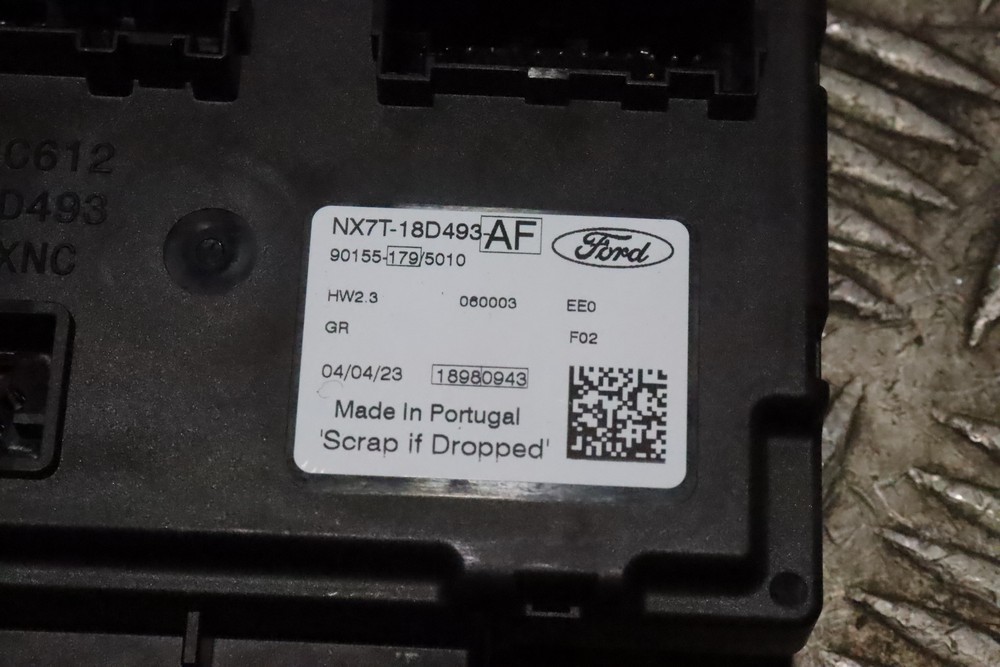 C612
D493
XNC
NX7T-18D493-AF
Ford
90155-179/5010
HW2.3 060003 EE0
GR F02
04/04/23 18980943
Made In Portugal
'Scrap if Dropped'